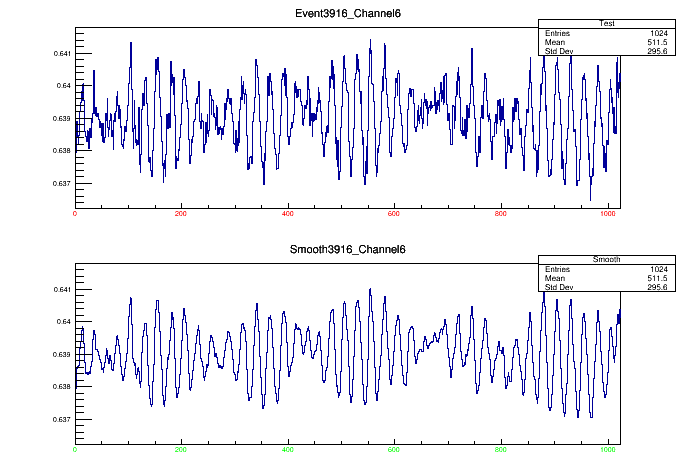 Event3916_Channel6
Test
Entries 1024
Mean 511.5
Std Dev 295.6
0.641
0.64
0.639
0.638
0.637
0 200 400 600 800 1000
Smooth3916_Channel6
Smooth
Entries 1024
Mean 511.5
Std Dev 295.6
0.641
0.64
0.639
0.638
0.637
0 200 400 600 800 1000